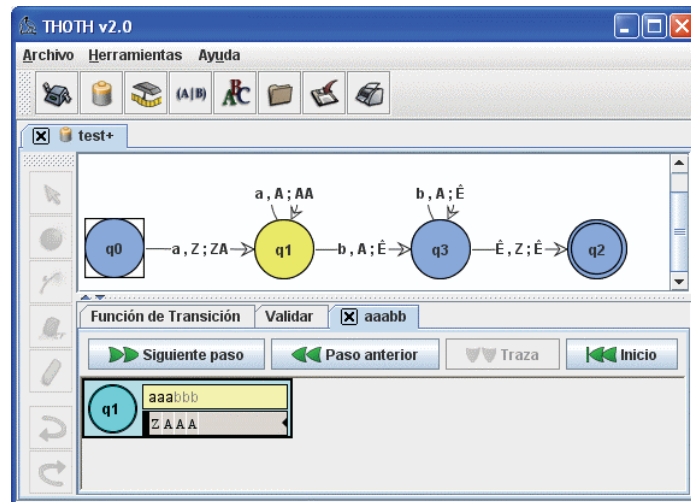 THOTH v2.0
Archivo Herramientas Ayuda
(A|B) ABC
test+
a,A;AA b,A;Ê
q0 a,Z;ZA q1 b,A;Ê q3 Ê,Z;Ê q2
Función de Transición Validar aaabb
Siguiente paso Paso anterior Traza Inicio
q1 aaabbb
Z A A A